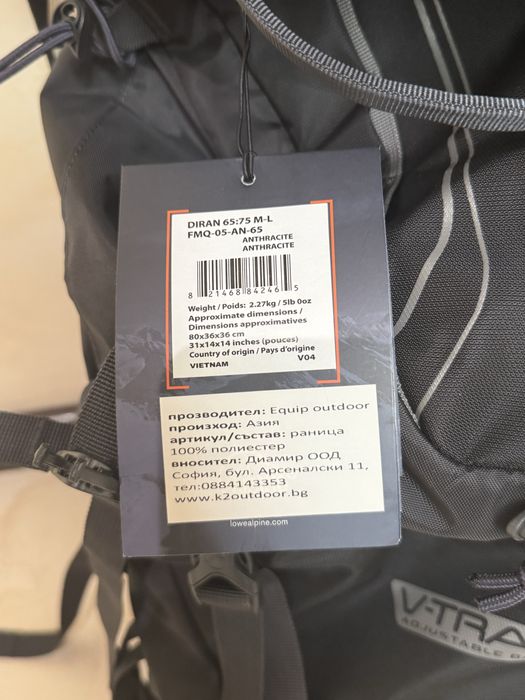 DIRAN 65:75 M-L
FMQ-05-AN-65
ANTHRACITE
ANTHRACITE
8 21468 84246 5
Weight / Poids: 2.27kg / 5lb 0oz
Approximate dimensions /
Dimensions approximatives
80x36x36 cm
31x14x14 inches (pouces)
Country of origin / Pays d'origine
VIETNAM V04
прозводител: Equip outdoor
произход: Азия
артикул/състав: раница
100% полиестер
вносител: Диамир ООД
София, бул. Арсеналски 11,
тел:0884143353
www.k2outdoor.bg
lowealpine.com
V-TRA
ADJUSTABLE